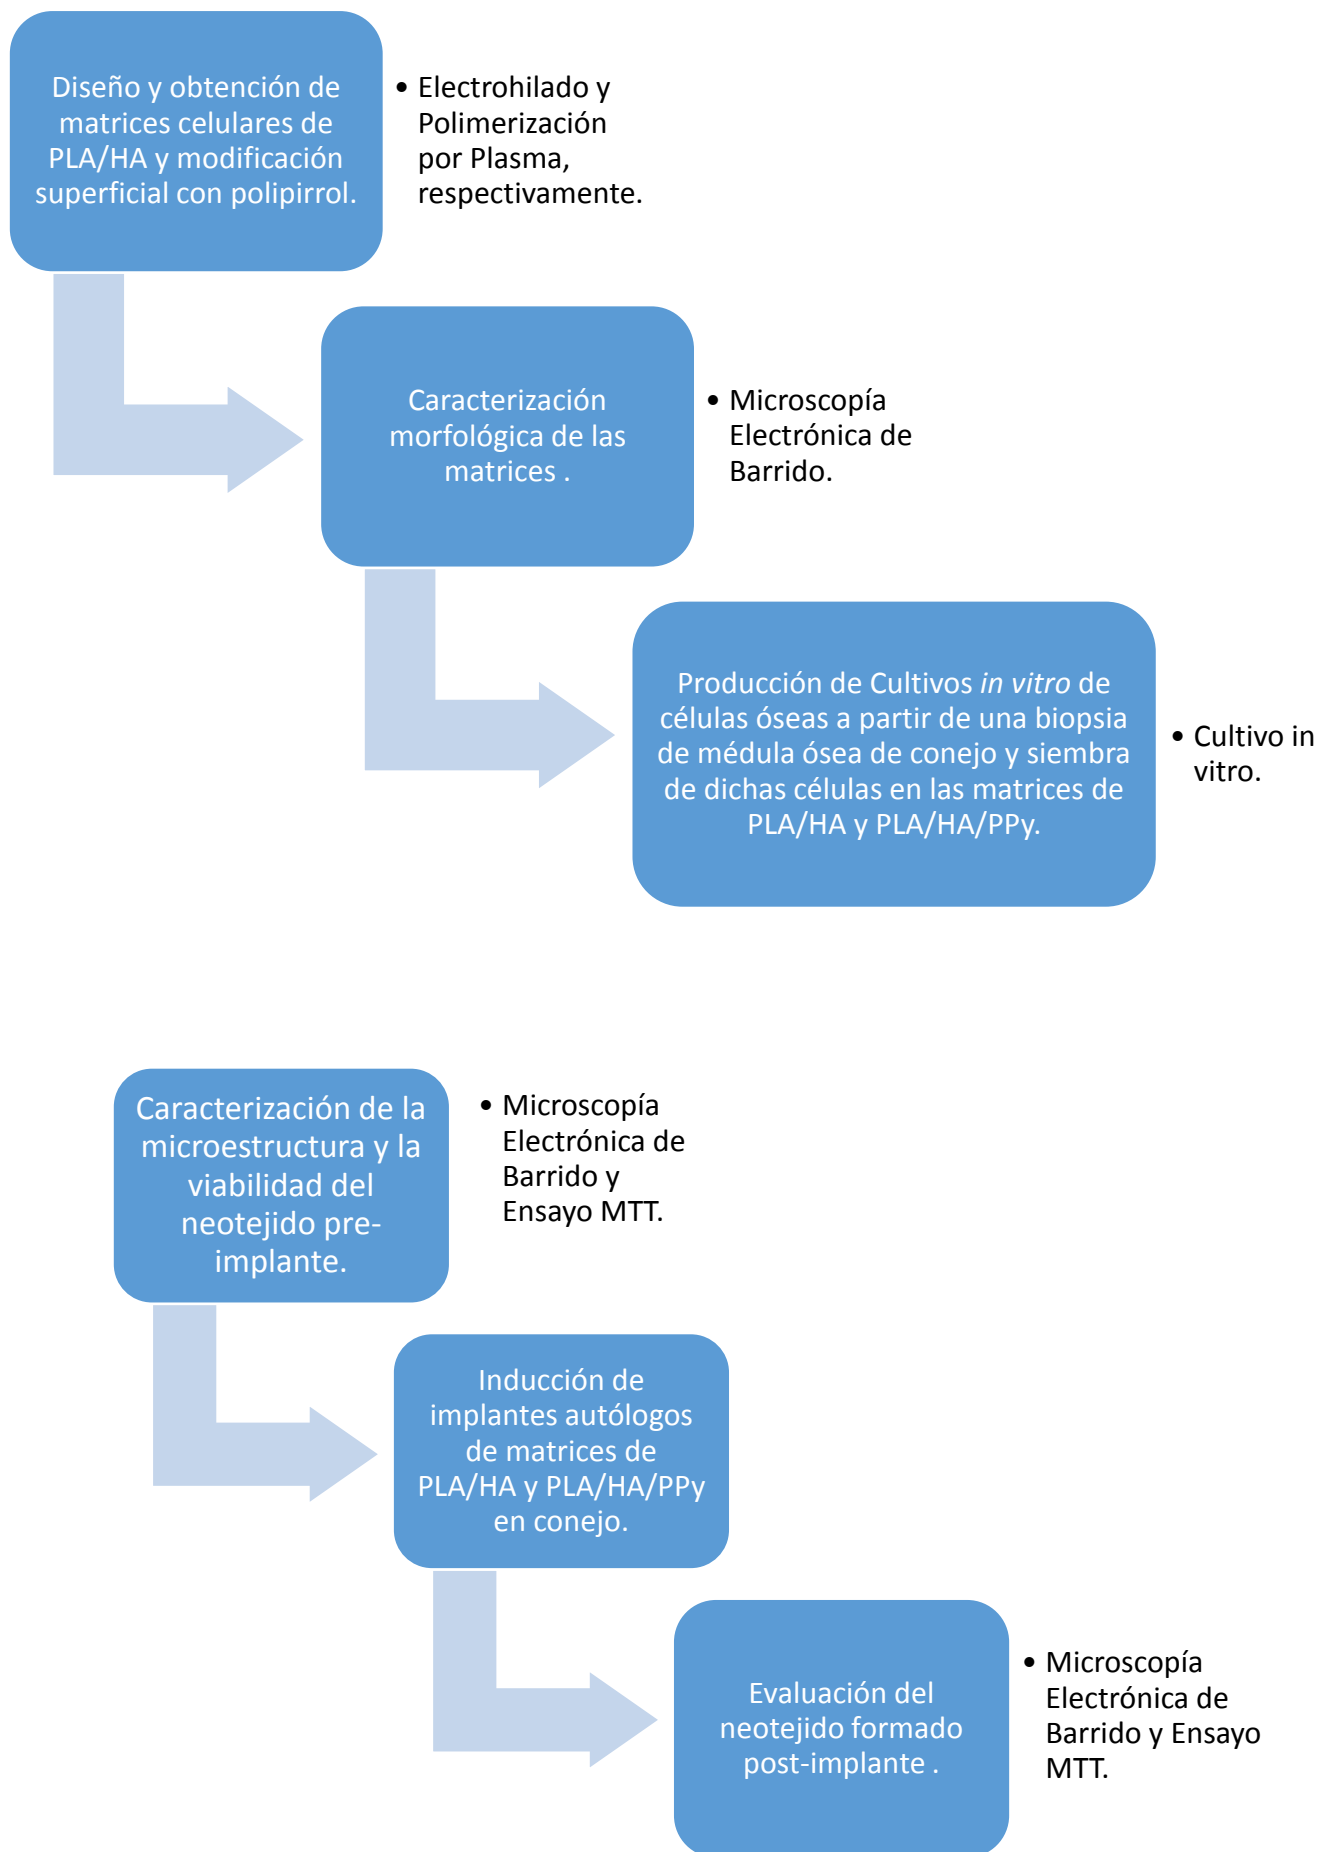 Diseño y obtención de
matrices celulares de
PLA/HA y modificación
superficial con polipirrol.
• Electrohilado y
Polimerización
por Plasma,
respectivamente.
Caracterización
morfológica de las
matrices .
• Microscopía
Electrónica de
Barrido.
Producción de Cultivos in vitro de
células óseas a partir de una biopsia
de médula ósea de conejo y siembra
de dichas células en las matrices de
PLA/HA y PLA/HA/PPy.
• Cultivo in
vitro.
Caracterización de la
microestructura y la
viabilidad del
neotejido pre-
implante.
• Microscopía
Electrónica de
Barrido y
Ensayo MTT.
Inducción de
implantes autólogos
de matrices de
PLA/HA y PLA/HA/PPy
en conejo.
Evaluación del
neotejido formado
post-implante .
• Microscopía
Electrónica de
Barrido y Ensayo
MTT.